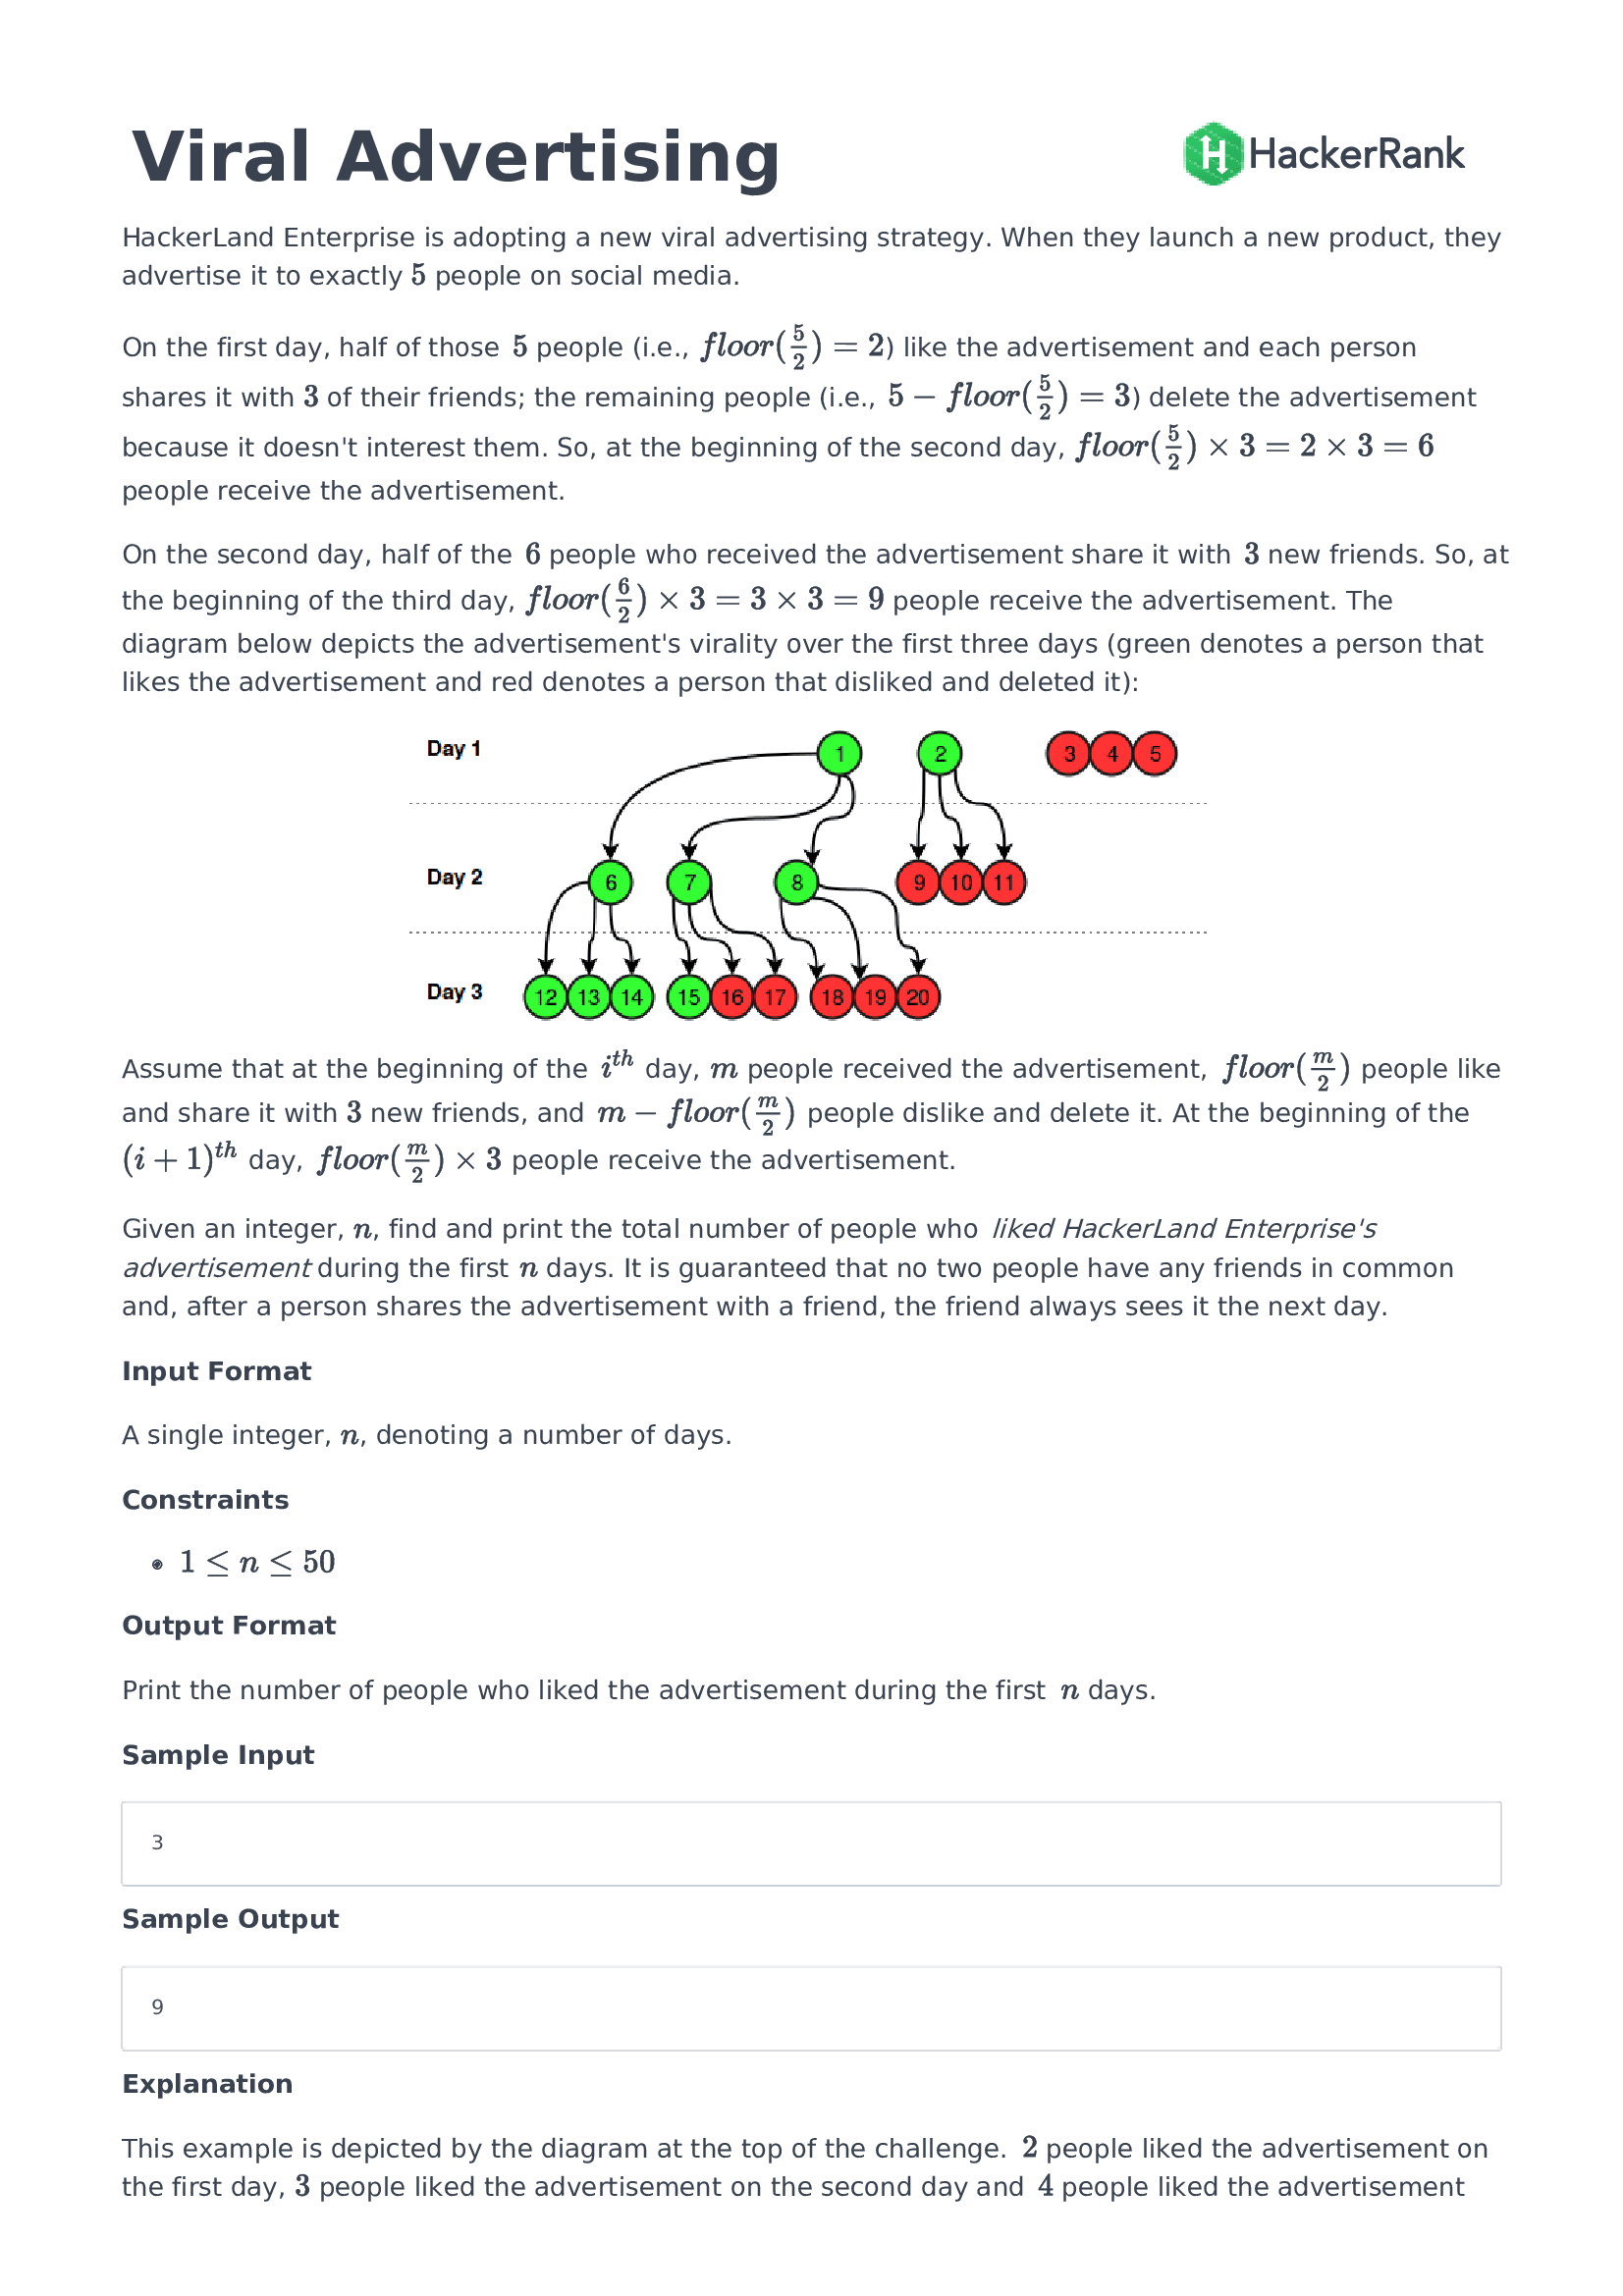 Viral Advertising
HackerRank
HackerLand Enterprise is adopting a new viral advertising strategy. When they launch a new product, they
advertise it to exactly 5 people on social media.
On the first day, half of those 5 people (i.e., floor(5/2) = 2) like the advertisement and each person
shares it with 3 of their friends; the remaining people (i.e., 5 − floor(5/2) = 3) delete the advertisement
because it doesn't interest them. So, at the beginning of the second day, floor(5/2) × 3 = 2 × 3 = 6
people receive the advertisement.
On the second day, half of the 6 people who received the advertisement share it with 3 new friends. So, at
the beginning of the third day, floor(6/2) × 3 = 3 × 3 = 9 people receive the advertisement. The
diagram below depicts the advertisement's virality over the first three days (green denotes a person that
likes the advertisement and red denotes a person that disliked and deleted it):
Day 1 1 2 3 4 5
Day 2 6 7 8 9 10 11
Day 3 12 13 14 15 16 17 18 19 20
Assume that at the beginning of the i^th day, m people received the advertisement, floor(m/2) people like
and share it with 3 new friends, and m − floor(m/2) people dislike and delete it. At the beginning of the
(i + 1)^th day, floor(m/2) × 3 people receive the advertisement.
Given an integer, n, find and print the total number of people who liked HackerLand Enterprise's
advertisement during the first n days. It is guaranteed that no two people have any friends in common
and, after a person shares the advertisement with a friend, the friend always sees it the next day.
Input Format
A single integer, n, denoting a number of days.
Constraints
• 1 ≤ n ≤ 50
Output Format
Print the number of people who liked the advertisement during the first n days.
Sample Input
3
Sample Output
9
Explanation
This example is depicted by the diagram at the top of the challenge. 2 people liked the advertisement on
the first day, 3 people liked the advertisement on the second day and 4 people liked the advertisement